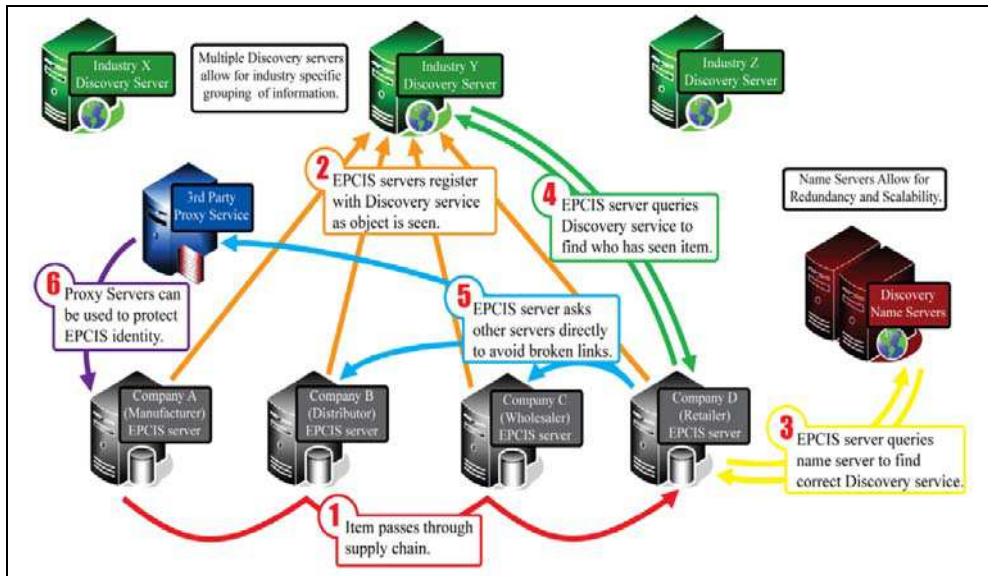 Industry X
Discovery Server
Multiple Discovery servers
allow for industry specific
grouping of information.
Industry Y
Discovery Server
Industry Z
Discovery Server
3rd Party
Proxy Service
2
EPCIS servers register
with Discovery service
as object is seen.
4
EPCIS server queries
Discovery service to
find who has seen item.
Name Servers Allow for
Redundancy and Scalability.
6
Proxy Servers can
be used to protect
EPCIS identity.
5
EPCIS server asks
other servers directly
to avoid broken links.
Discovery
Name Servers
Company A
(Manufacturer)
EPCIS server
Company B
(Distributor)
EPCIS server
Company C
(Wholesaler)
EPCIS server
Company D
(Retailer)
EPCIS server
3
EPCIS server queries
name server to find
correct Discovery service.
1
Item passes through
supply chain.